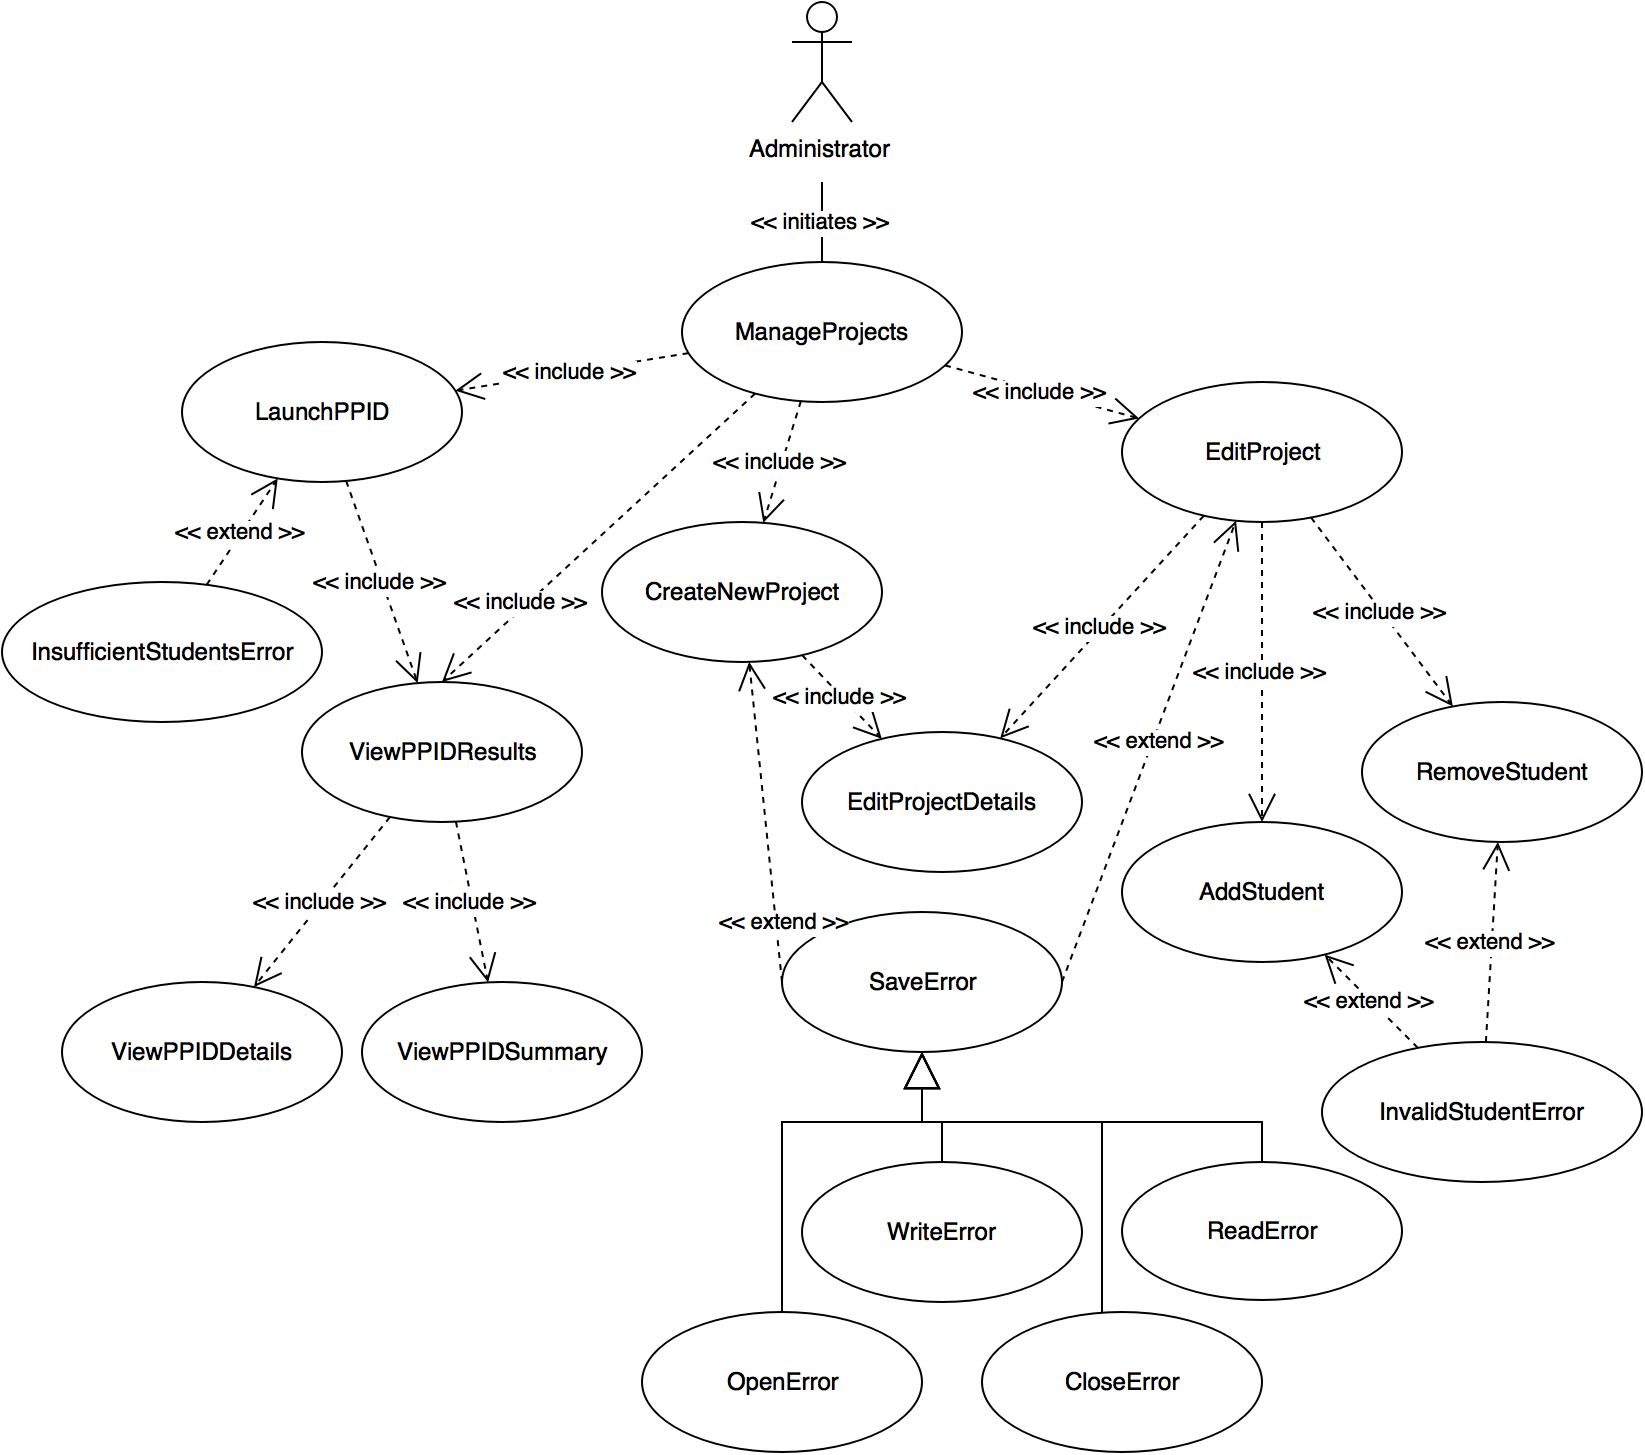 Administrator
<< initiates >>
ManageProjects
<< include >>
<< include >>
LaunchPPID
EditProject
<< include >>
<< extend >>
<< include >>
<< include >>
CreateNewProject
<< include >>
<< include >>
<< include >>
InsufficientStudentsError
<< include >>
<< include >>
<< extend >>
ViewPPIDResults
EditProjectDetails
RemoveStudent
AddStudent
<< include >>
<< include >>
<< extend >>
<< extend >>
SaveError
<< extend >>
ViewPPIDDetails
ViewPPIDSummary
InvalidStudentError
WriteError
ReadError
OpenError
CloseError